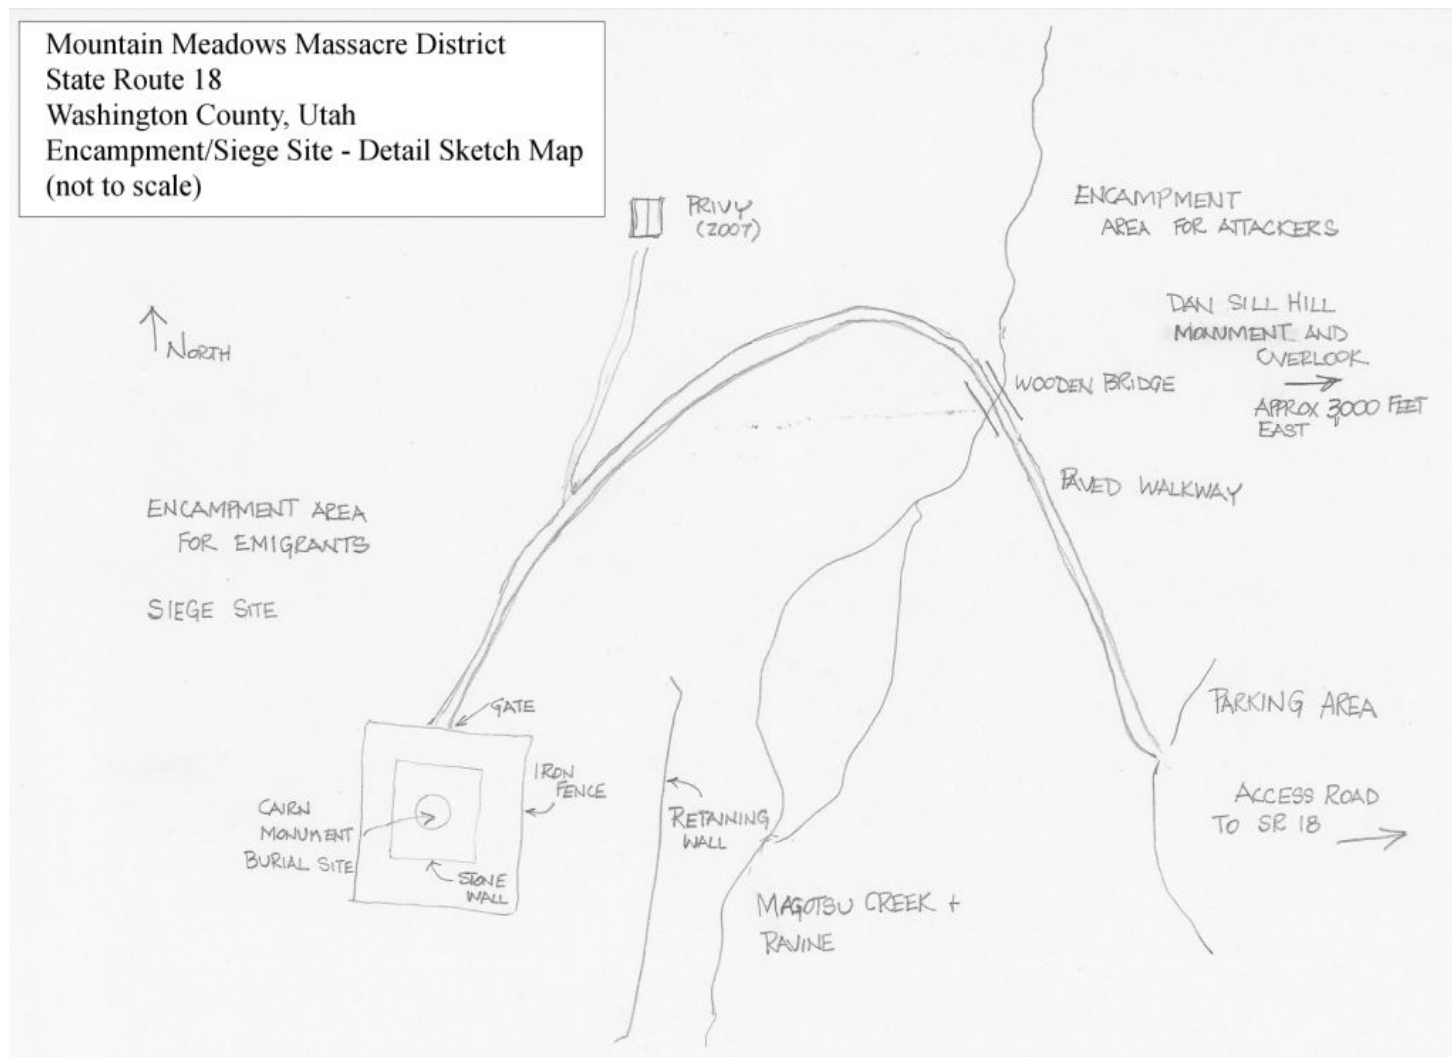 Mountain Meadows Massacre District
State Route 18
Washington County, Utah
Encampment/Siege Site - Detail Sketch Map
(not to scale)
PRIVY
(2007)
ENCAMPMENT
AREA FOR ATTACKERS
NORTH
DAN SILL HILL
MONUMENT AND
OVERLOOK
APPROX 3,000 FEET
EAST
WOODEN BRIDGE
PAVED WALKWAY
ENCAMPMENT AREA
FOR EMIGRANTS
SIEGE SITE
GATE
PARKING AREA
IRON
FENCE
CAIRN
MONUMENT
BURIAL SITE
STONE
WALL
RETAINING
WALL
ACCESS ROAD
TO SR 18
MAGOTSU CREEK +
RAVINE